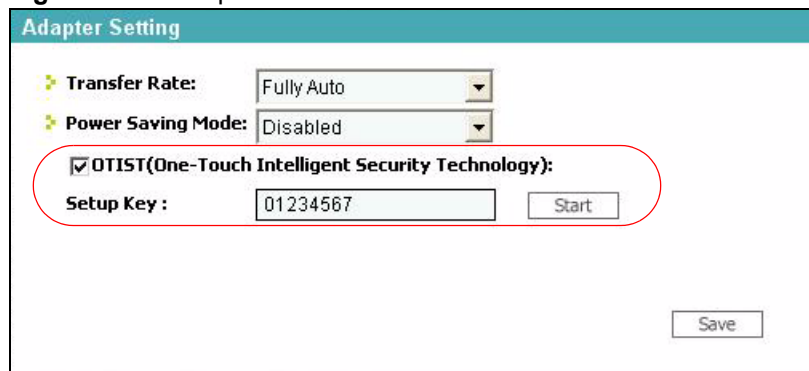 Adapter Setting
Transfer Rate: Fully Auto
Power Saving Mode: Disabled
OTIST(One-Touch Intelligent Security Technology):
Setup Key : 01234567 Start
Save